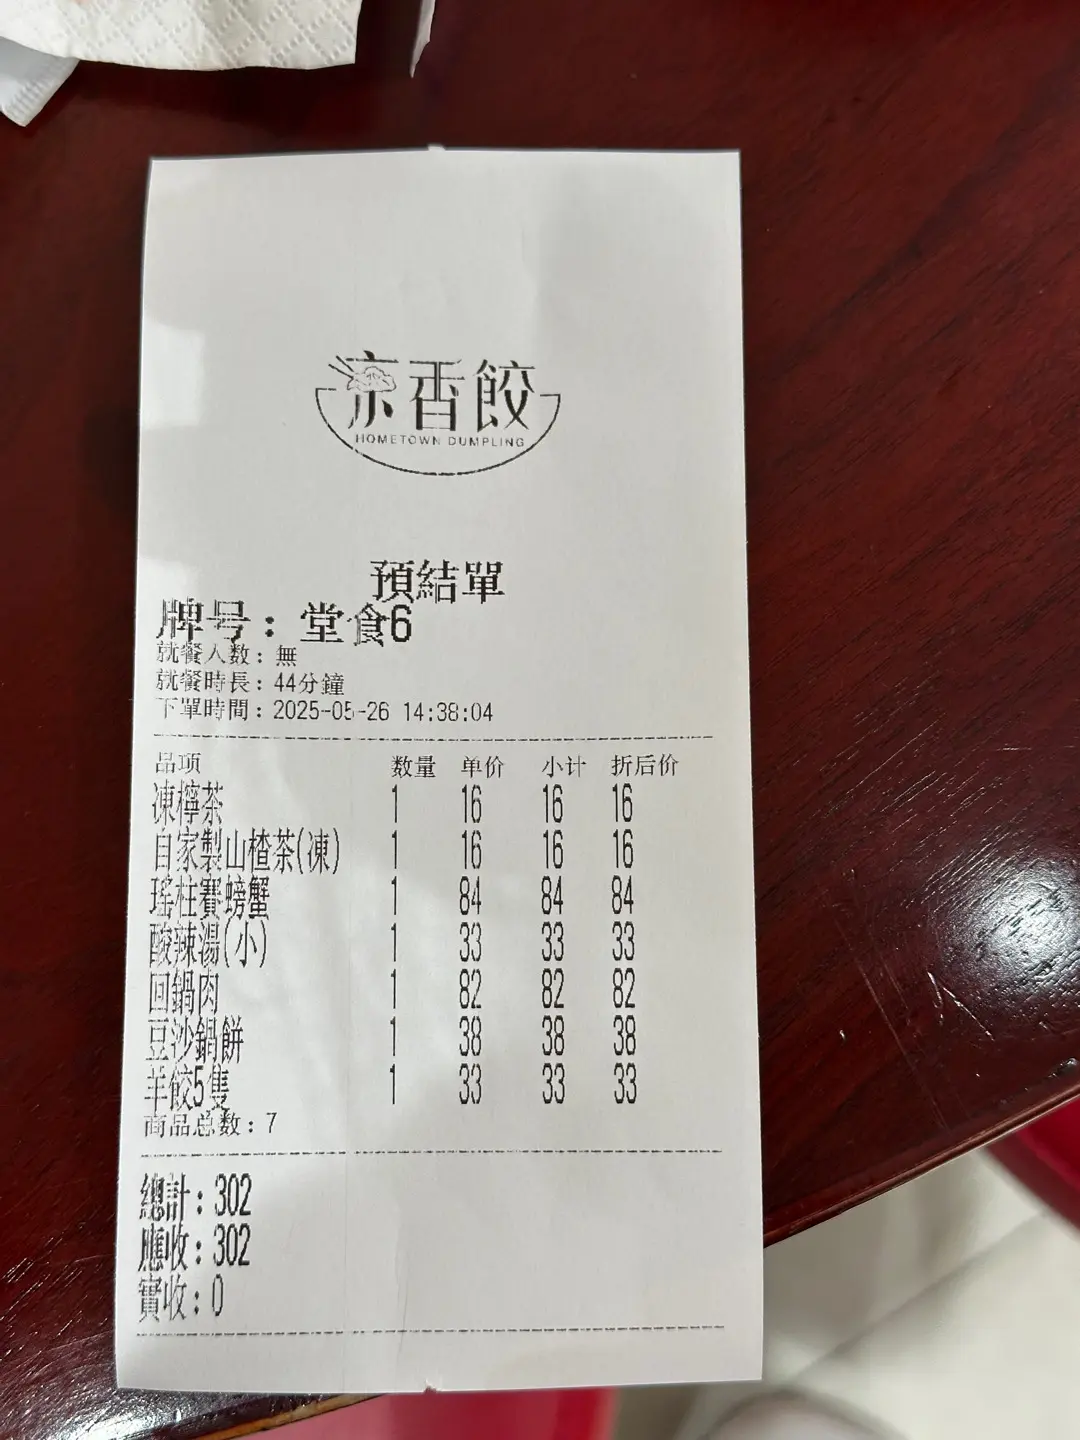 京香餃
HOMETOWN DUMPLING
預結單
牌号：堂食6
就餐人数：無
就餐時長：44分鐘
下單時間：2025-05-26 14:38:04
品項 数量 单价 小计 折后价
凍檸茶 1 16 16 16
自家製山楂茶(凍) 1 16 16 16
瑤柱賽螃蟹 1 84 84 84
酸辣湯(小) 1 33 33 33
回鍋肉 1 82 82 82
豆沙鍋餅 1 38 38 38
羊餃5隻 1 33 33 33
商品总数：7
總計：302
應收：302
實收：0